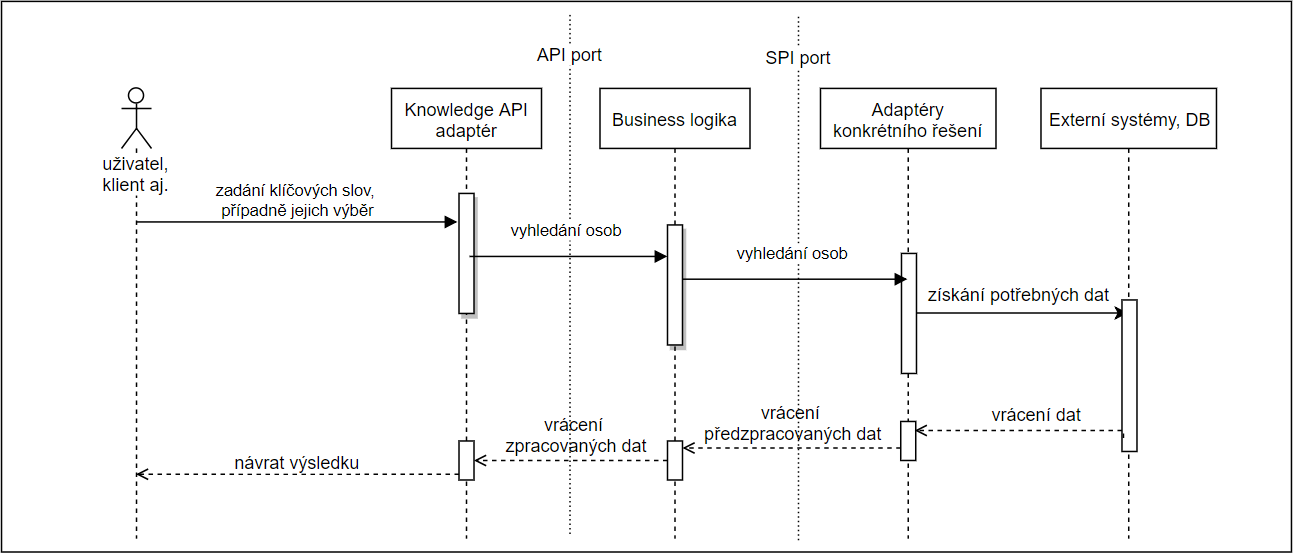 API port
SPI port
Knowledge API
adaptér
Business logika
Adaptéry
konkrétního řešení
Externí systémy, DB
uživatel,
klient aj.
zadání klíčových slov,
případně jejich výběr
vyhledání osob
vyhledání osob
získání potřebných dat
vrácení dat
vrácení
předzpracovaných dat
vrácení
zpracovaných dat
návrat výsledku